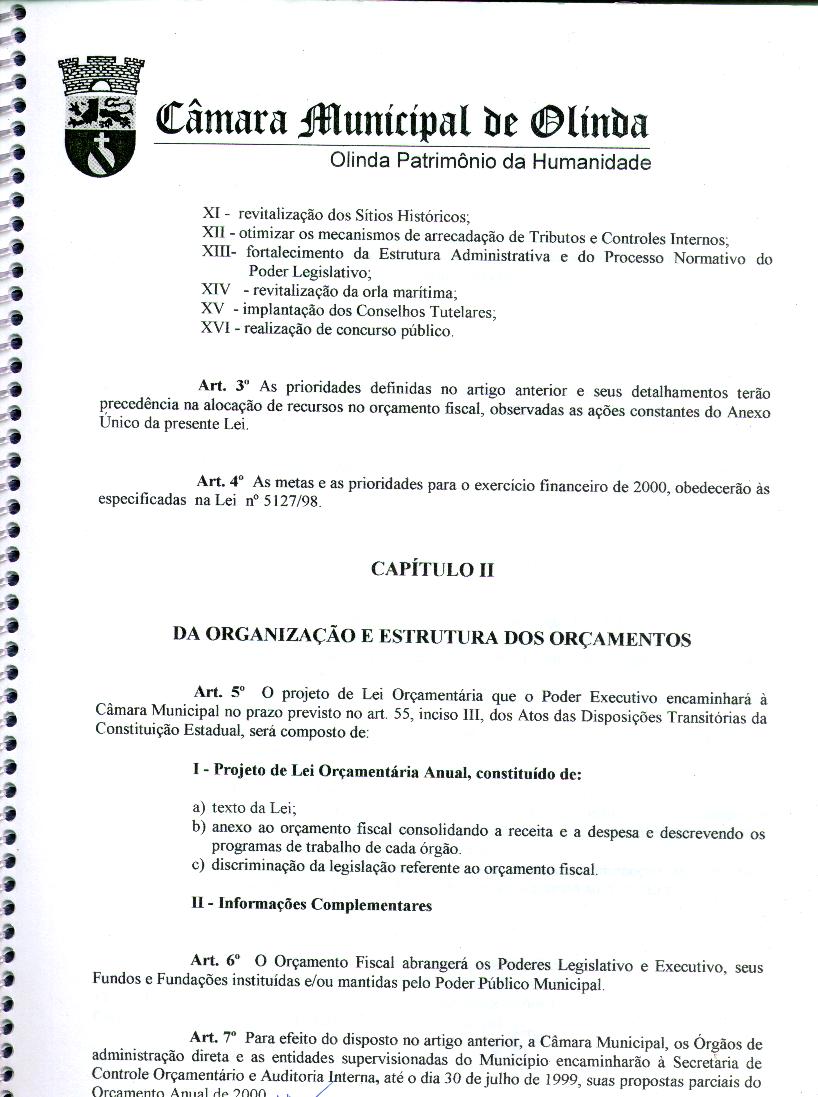 Câmara Municipal de Olinda
Olinda Patrimônio da Humanidade
XI - revitalização dos Sítios Históricos;
XII - otimizar os mecanismos de arrecadação de Tributos e Controles Internos;
XIII- fortalecimento da Estrutura Administrativa e do Processo Normativo do
Poder Legislativo;
XIV - revitalização da orla marítima;
XV - implantação dos Conselhos Tutelares;
XVI - realização de concurso público.
Art. 3º As prioridades definidas no artigo anterior e seus detalhamentos terão
precedência na alocação de recursos no orçamento fiscal, observadas as ações constantes do Anexo
Único da presente Lei.
Art. 4º As metas e as prioridades para o exercício financeiro de 2000, obedecerão às
especificadas na Lei nº 5127/98.
CAPÍTULO II
DA ORGANIZAÇÃO E ESTRUTURA DOS ORÇAMENTOS
Art. 5º O projeto de Lei Orçamentária que o Poder Executivo encaminhará à
Câmara Municipal no prazo previsto no art. 55, inciso III, dos Atos das Disposições Transitórias da
Constituição Estadual, será composto de:
I - Projeto de Lei Orçamentária Anual, constituído de:
a) texto da Lei;
b) anexo ao orçamento fiscal consolidando a receita e a despesa e descrevendo os
programas de trabalho de cada órgão.
c) discriminação da legislação referente ao orçamento fiscal.
II - Informações Complementares
Art. 6º O Orçamento Fiscal abrangerá os Poderes Legislativo e Executivo, seus
Fundos e Fundações instituídas e/ou mantidas pelo Poder Público Municipal.
Art. 7º Para efeito do disposto no artigo anterior, a Câmara Municipal, os Órgãos de
administração direta e as entidades supervisionadas do Município encaminharão à Secretaria de
Controle Orçamentário e Auditoria Interna, até o dia 30 de julho de 1999, suas propostas parciais do
Orçamento Anual de 2000